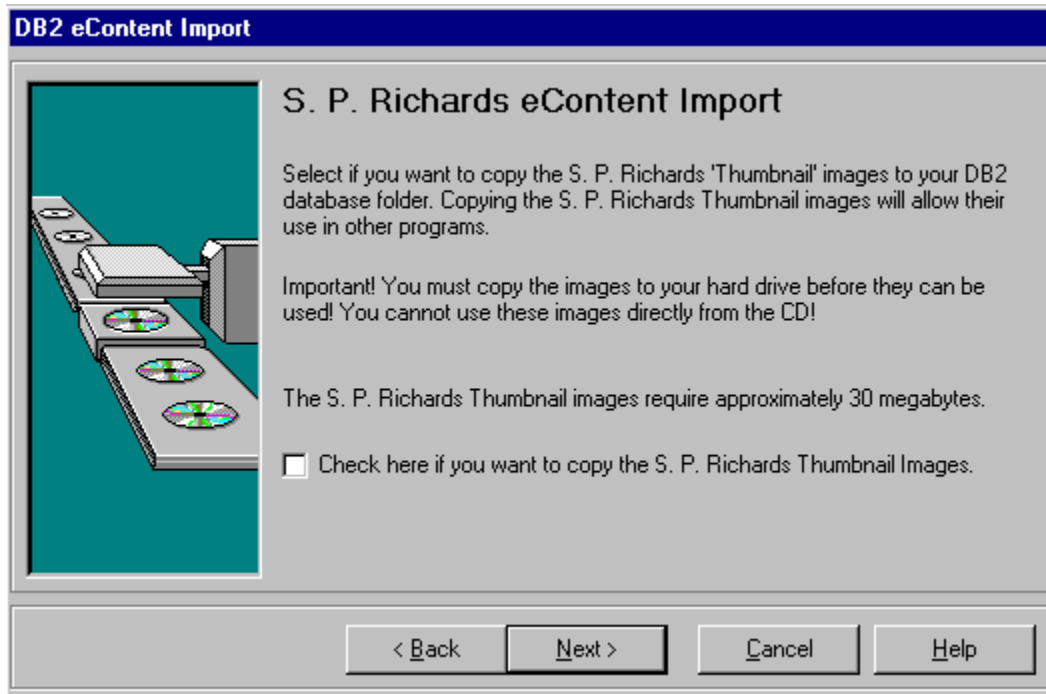 DB2 eContent Import
S. P. Richards eContent Import
Select if you want to copy the S. P. Richards 'Thumbnail' images to your DB2
database folder. Copying the S. P. Richards Thumbnail images will allow their
use in other programs.
Important! You must copy the images to your hard drive before they can be
used! You cannot use these images directly from the CD!
The S. P. Richards Thumbnail images require approximately 30 megabytes.
Check here if you want to copy the S. P. Richards Thumbnail Images.
< Back Next > Cancel Help